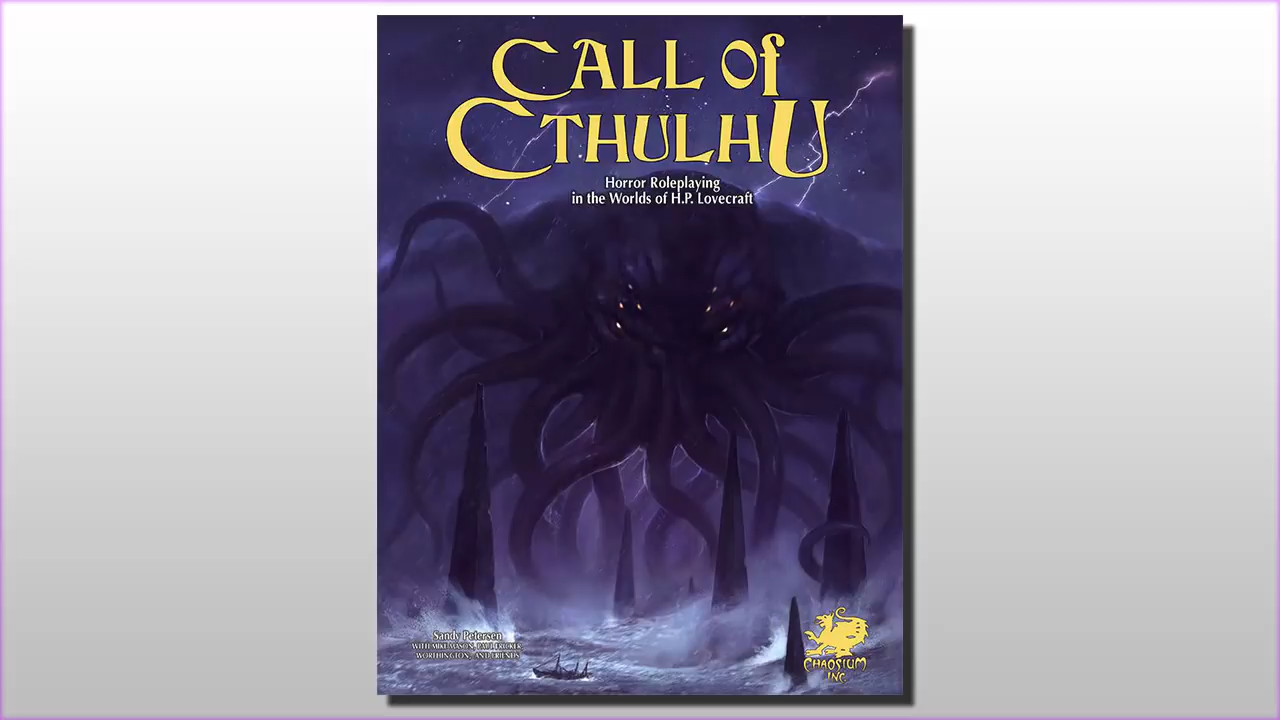 CALL Of
CTHULHU
Horror Roleplaying
in the Worlds of H.P. Lovecraft
Sandy Petersen
WITH MIKE MASON, PAUL FRICKER,
WORTHINGTON, AND FRIENDS
CHAOSIUM
INC.